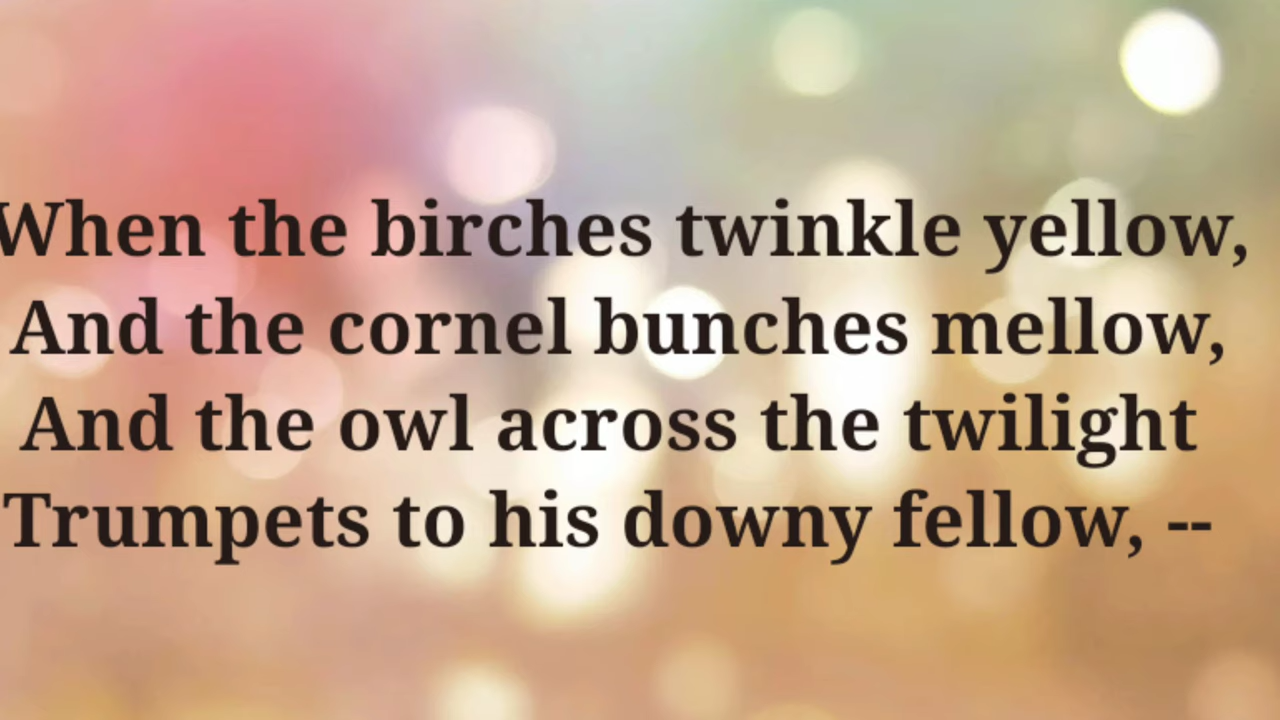 When the birches twinkle yellow,
And the cornel bunches mellow,
And the owl across the twilight
Trumpets to his downy fellow, --